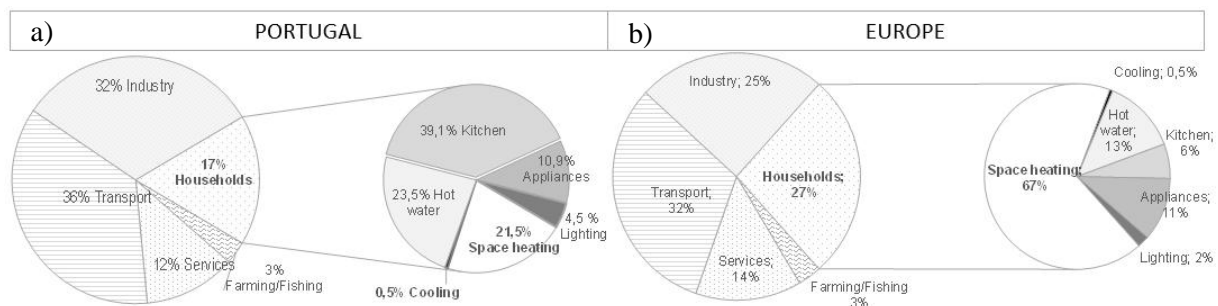 a)
PORTUGAL
32% Industry
17%
Households
36% Transport
12% Services
3%
Farming/Fishing
39,1% Kitchen
10,9%
Appliances
23,5% Hot
water
4,5 %
Lighting
21,5%
Space heating
0,5% Cooling
b)
EUROPE
Industry; 25%
Households;
27%
Transport;
32%
Services;
14%
Farming/Fishing
3%
Cooling; 0,5%
Hot
water;
13%
Kitchen;
6%
Space heating;
67%
Appliances;
11%
Lighting; 2%